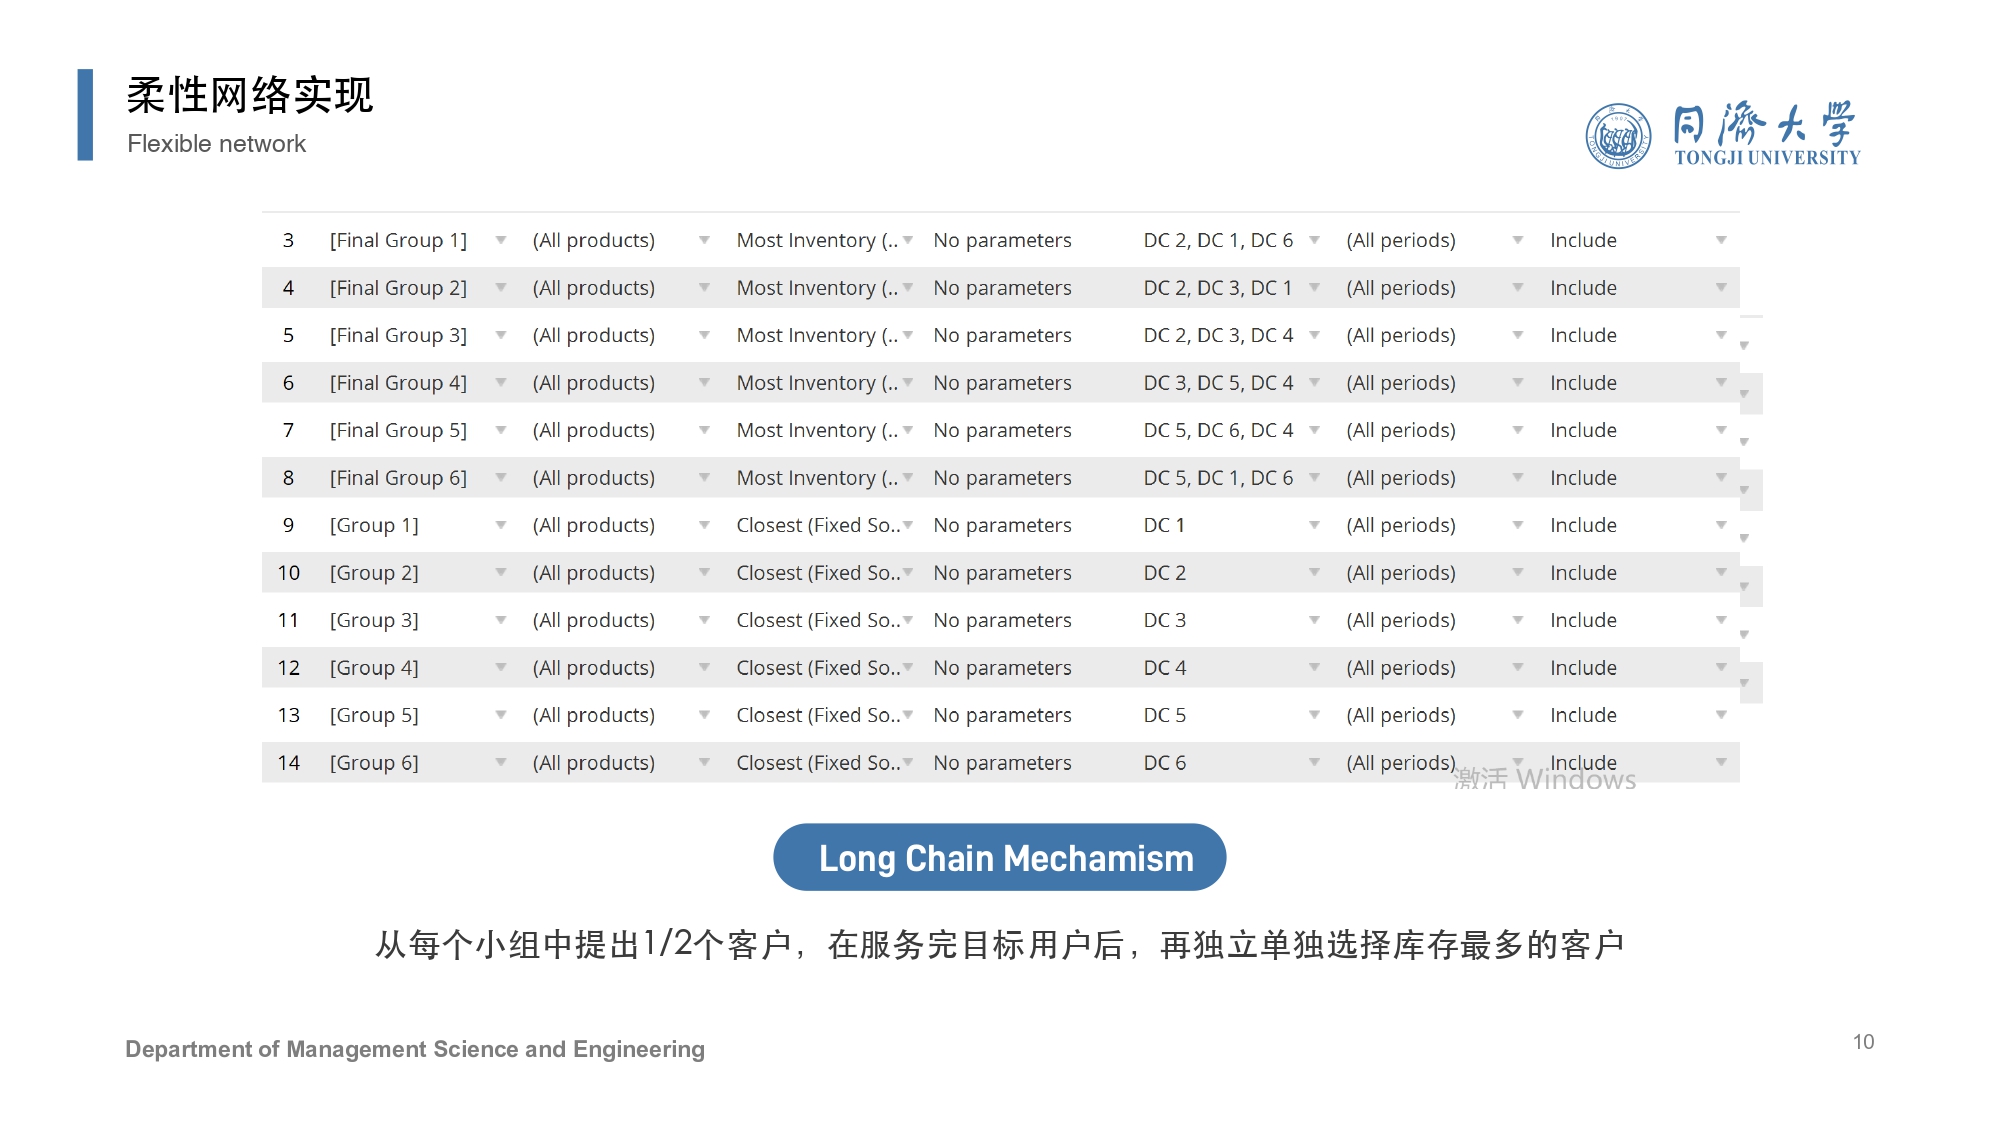 柔性网络实现
Flexible network
同濟大学
TONGJI UNIVERSITY
3 [Final Group 1] (All products) Most Inventory (.. No parameters DC 2, DC 1, DC 6 (All periods) Include
4 [Final Group 2] (All products) Most Inventory (.. No parameters DC 2, DC 3, DC 1 (All periods) Include
5 [Final Group 3] (All products) Most Inventory (.. No parameters DC 2, DC 3, DC 4 (All periods) Include
6 [Final Group 4] (All products) Most Inventory (.. No parameters DC 3, DC 5, DC 4 (All periods) Include
7 [Final Group 5] (All products) Most Inventory (.. No parameters DC 5, DC 6, DC 4 (All periods) Include
8 [Final Group 6] (All products) Most Inventory (.. No parameters DC 5, DC 1, DC 6 (All periods) Include
9 [Group 1] (All products) Closest (Fixed So.. No parameters DC 1 (All periods) Include
10 [Group 2] (All products) Closest (Fixed So.. No parameters DC 2 (All periods) Include
11 [Group 3] (All products) Closest (Fixed So.. No parameters DC 3 (All periods) Include
12 [Group 4] (All products) Closest (Fixed So.. No parameters DC 4 (All periods) Include
13 [Group 5] (All products) Closest (Fixed So.. No parameters DC 5 (All periods) Include
14 [Group 6] (All products) Closest (Fixed So.. No parameters DC 6 (All periods) Include
激活 Windows
Long Chain Mechamism
从每个小组中提出1/2个客户，在服务完目标用户后，再独立单独选择库存最多的客户
Department of Management Science and Engineering
10